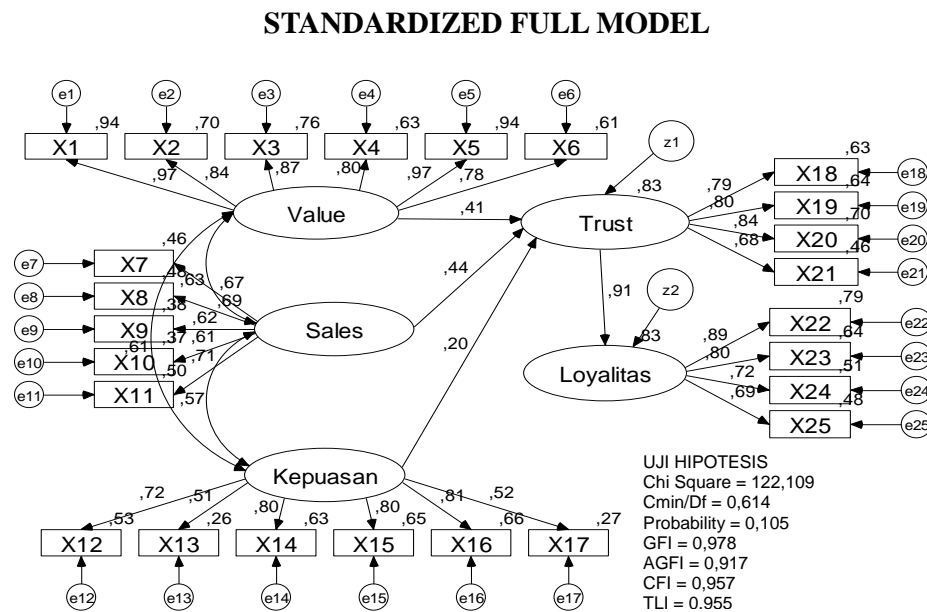 STANDARDIZED FULL MODEL
e1 e2 e3 e4 e5 e6
,94 ,70 ,76 ,63 ,94 ,61
X1 X2 X3 X4 X5 X6
,97 ,84 ,87 ,80 ,97 ,78
Value
z1
,83
Trust
,41
,63
,79 X18 e18
,64
,80 X19 e19
,70
,84 X20 e20
,46
,68 X21 e21
,46
e7 X7
,48 ,63 ,67
e8 X8
,38 ,69
e9 X9 ,62
,37 ,61
e10 X10
,61 ,71
,50
e11 X11
,57
Sales
,44
,20
,91
z2
,83
Loyalitas
,79
,89 X22 e22
,64
,80 X23 e23
,51
,72 X24 e24
,48
,69 X25 e25
Kepuasan
,72 ,51 ,80 ,80 ,81 ,52
,53 ,26 ,63 ,65 ,66 ,27
X12 X13 X14 X15 X16 X17
e12 e13 e14 e15 e16 e17
UJI HIPOTESIS
Chi Square = 122,109
Cmin/Df = 0,614
Probability = 0,105
GFI = 0,978
AGFI = 0,917
CFI = 0,957
TLI = 0,955